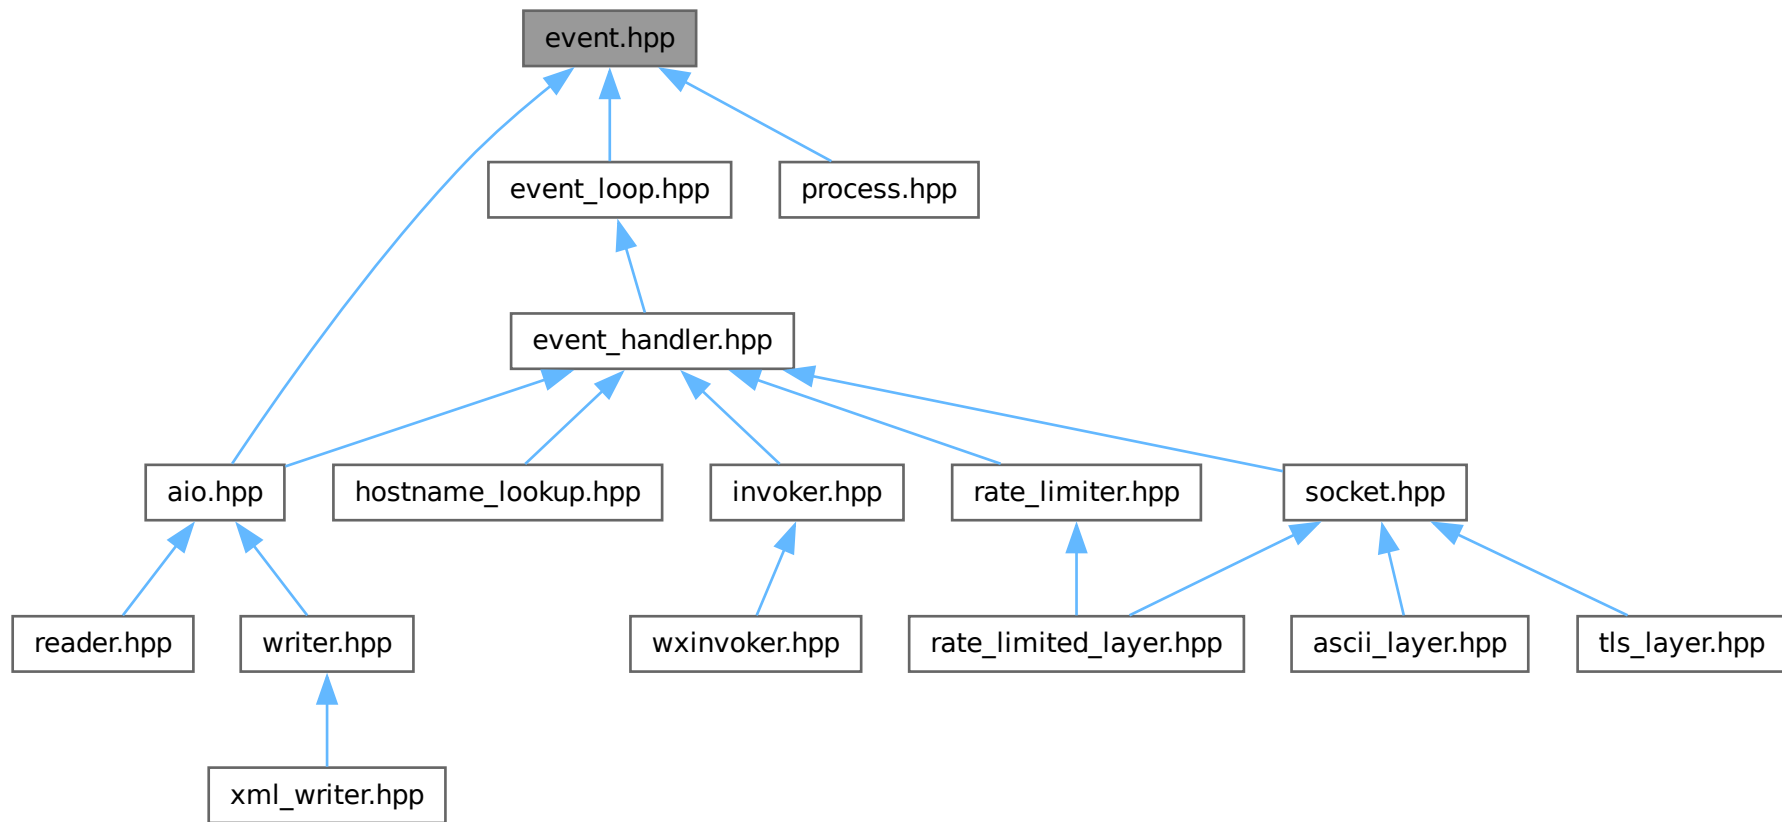 event.hpp
event_loop.hpp
process.hpp
event_handler.hpp
aio.hpp
hostname_lookup.hpp
invoker.hpp
rate_limiter.hpp
socket.hpp
reader.hpp
writer.hpp
wxinvoker.hpp
rate_limited_layer.hpp
ascii_layer.hpp
tls_layer.hpp
xml_writer.hpp